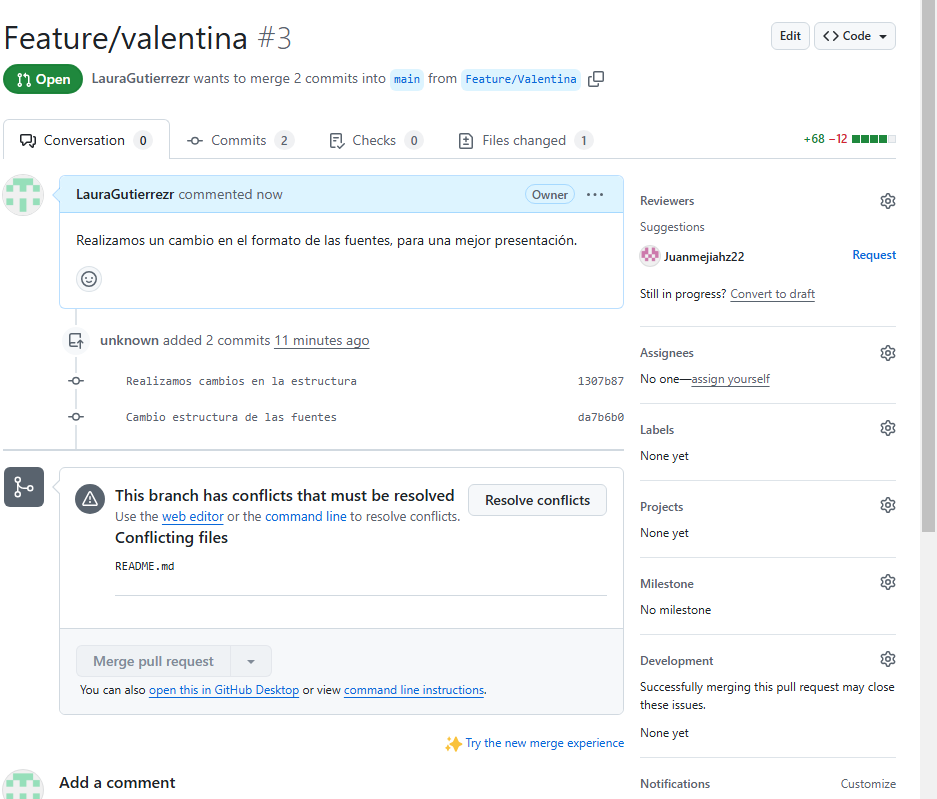 Feature/valentina #3
Edit
Code
Open
LauraGutierrezr wants to merge 2 commits into main from Feature/Valentina
Conversation 0
Commits 2
Checks 0
Files changed 1
+68 −12
LauraGutierrezr commented now
Owner
Realizamos un cambio en el formato de las fuentes, para una mejor presentación.
unknown added 2 commits 11 minutes ago
Realizamos cambios en la estructura 1307b87
Cambio estructura de las fuentes da7b6b0
This branch has conflicts that must be resolved
Use the web editor or the command line to resolve conflicts.
Resolve conflicts
Conflicting files
README.md
Merge pull request
You can also open this in GitHub Desktop or view command line instructions.
Try the new merge experience
Add a comment
Reviewers
Suggestions
Juanmejiahz22
Request
Still in progress? Convert to draft
Assignees
No one—assign yourself
Labels
None yet
Projects
None yet
Milestone
No milestone
Development
Successfully merging this pull request may close
these issues.
None yet
Notifications
Customize